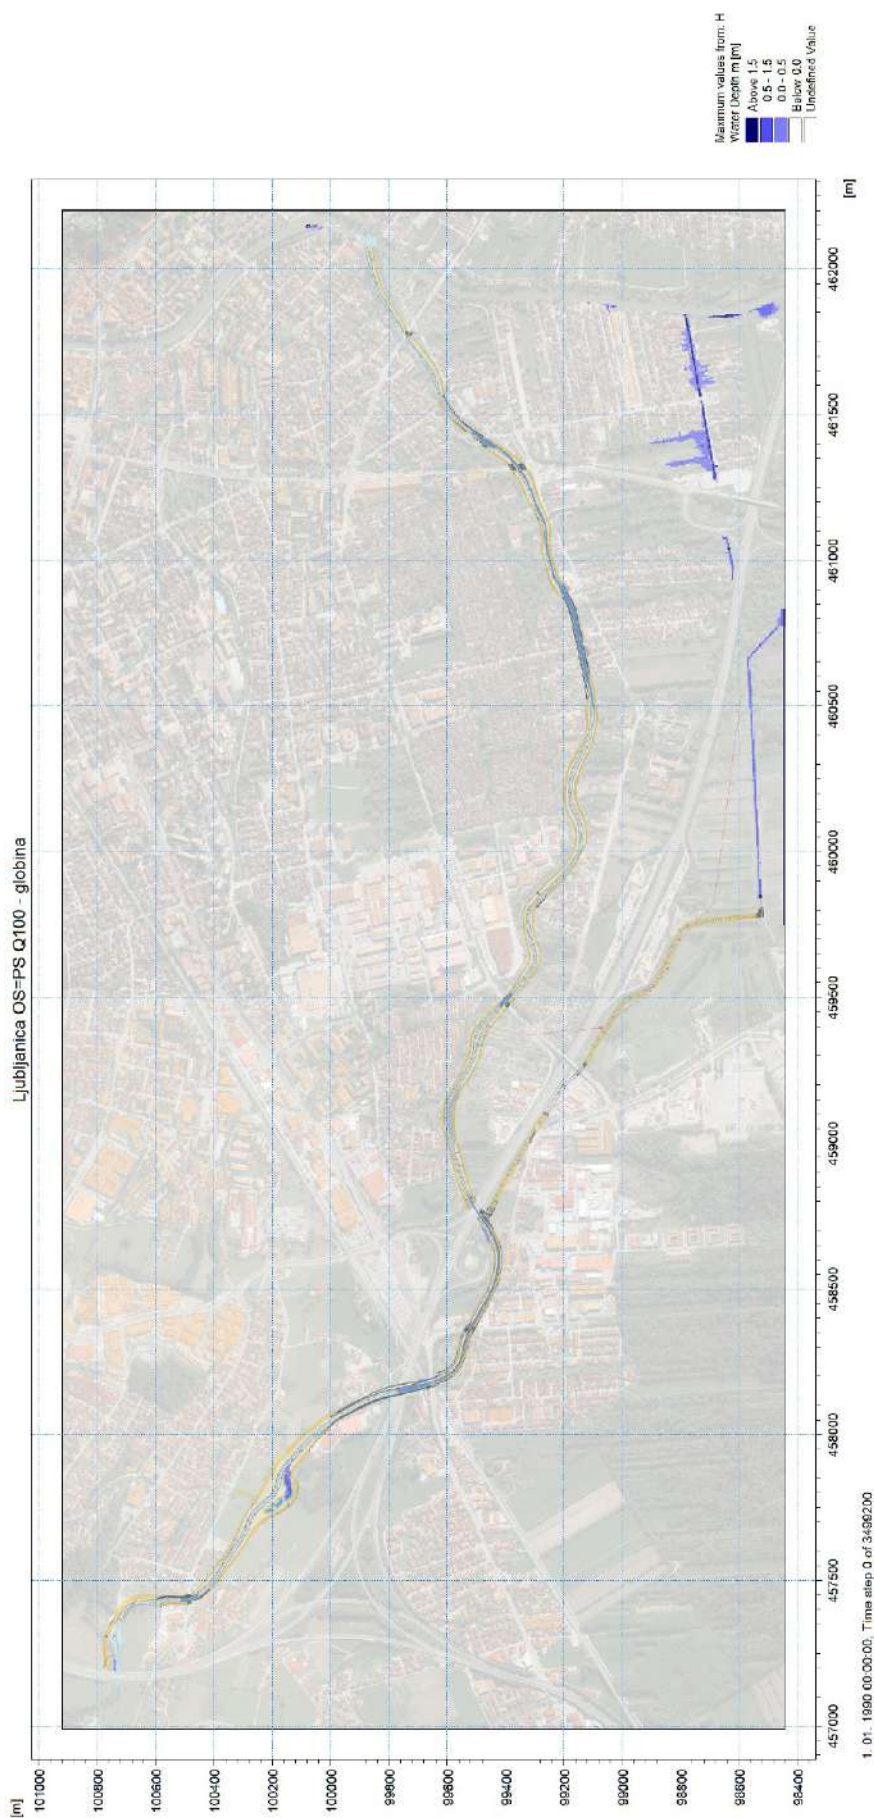 Ljubljanica OS=PS Q100 - globina
[m]
101000
100800
100600
100400
100200
100000
99800
99600
99400
99200
99000
98800
98600
98400
457000
457500
458000
458500
459000
459500
460000
460500
461000
461500
462000
[m]
Maximum values from: H
Water Depth m [m]
Above 1.5
0.5 - 1.5
0.0 - 0.5
Below 0.0
Undefined Value
1. 01. 1990 00:00:00, Time step 0 of 3499200